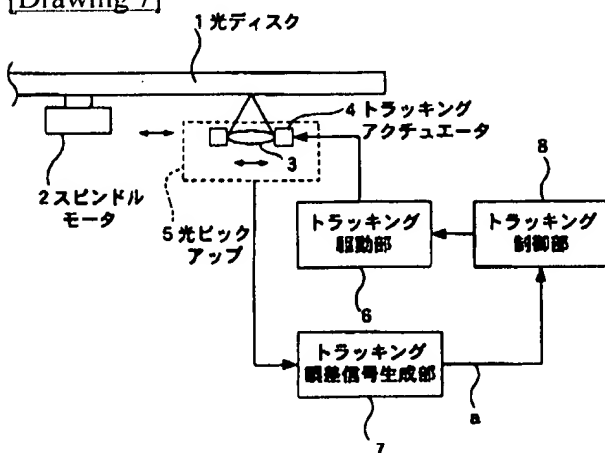 [Drawing 7]
1光ディスク
4トラッキング
アクチュエータ
3
2スピンドル
モータ
5光ピック
アップ
8
トラッキング
駆動部
トラッキング
制御部
6
トラッキング
誤差信号生成部
a
7